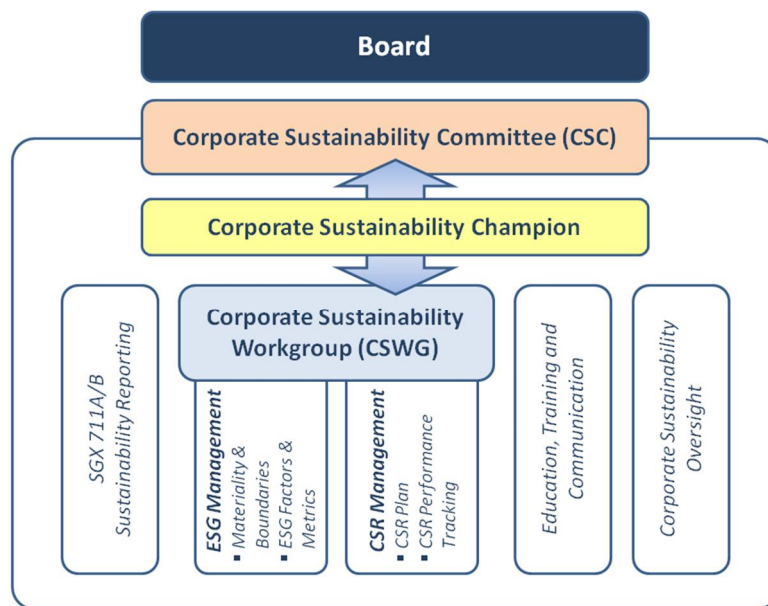 Board
Corporate Sustainability Committee (CSC)
Corporate Sustainability Champion
Corporate Sustainability
Workgroup (CSWG)
SGX 711A/B
Sustainability Reporting
ESG Management
▪ Materiality &
Boundaries
▪ ESG Factors &
Metrics
CSR Management
▪ CSR Plan
▪ CSR Performance
Tracking
Education, Training and
Communication
Corporate Sustainability
Oversight